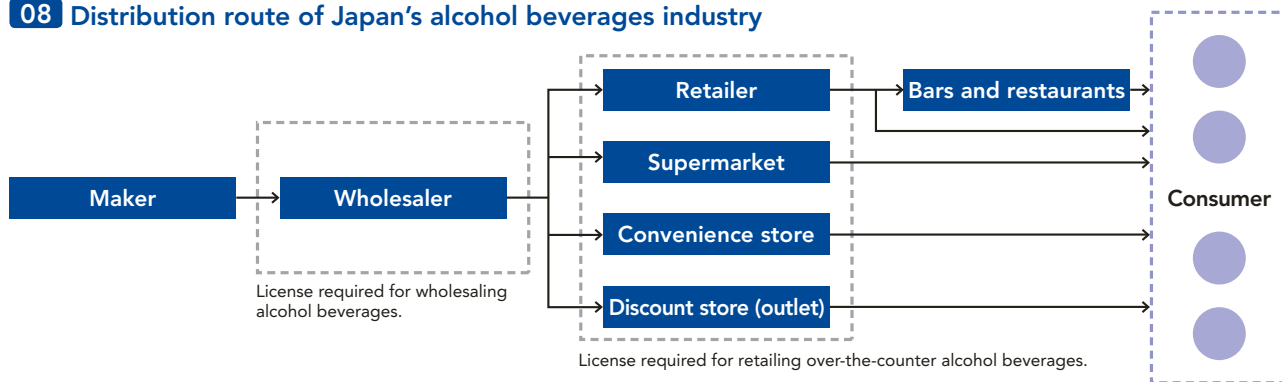 08 Distribution route of Japan's alcohol beverages industry
Retailer
Bars and restaurants
Supermarket
Maker
Wholesaler
Consumer
Convenience store
License required for wholesaling
alcohol beverages.
Discount store (outlet)
License required for retailing over-the-counter alcohol beverages.